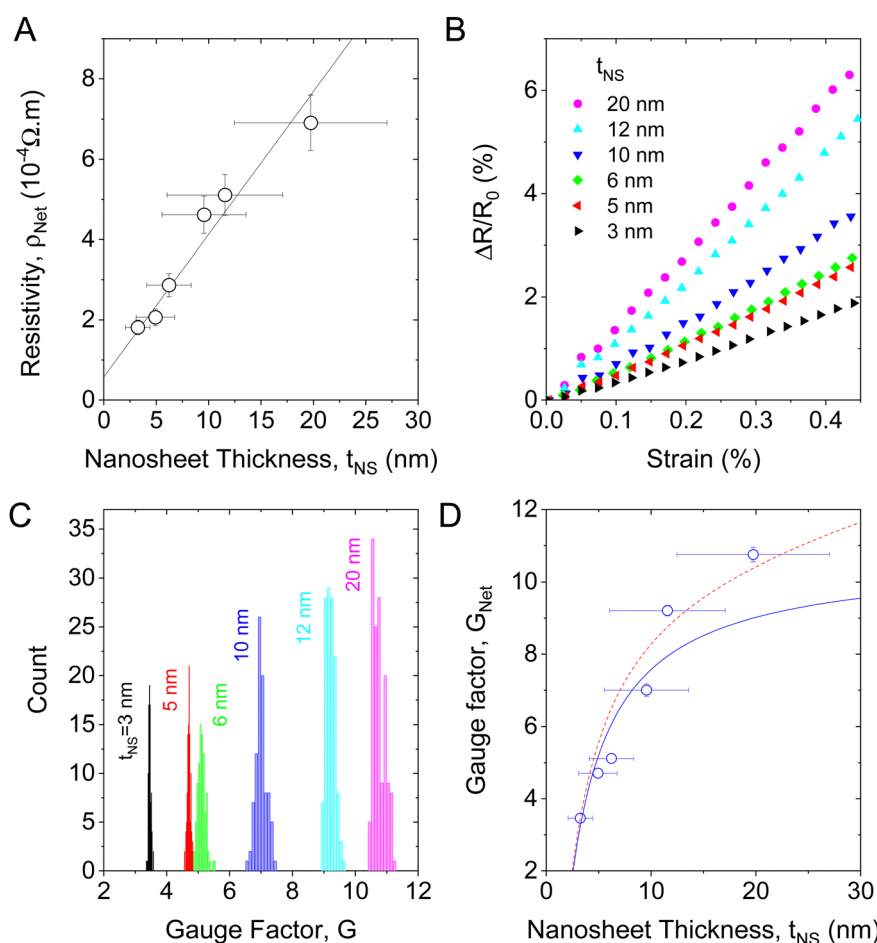 A
Resistivity, ρNet (10⁻⁴Ω.m)
8
6
4
2
0
0 5 10 15 20 25 30
Nanosheet Thickness, tNS (nm)
B
ΔR/R0 (%)
6
4
2
0
tNS
20 nm
12 nm
10 nm
6 nm
5 nm
3 nm
0.0 0.1 0.2 0.3 0.4
Strain (%)
C
Count
35
30
25
20
15
10
5
0
tNS=3 nm
5 nm
6 nm
10 nm
12 nm
20 nm
2 4 6 8 10 12
Gauge Factor, G
D
Gauge factor, GNet
12
10
8
6
4
2
0 10 20 30
Nanosheet Thickness, tNS (nm)